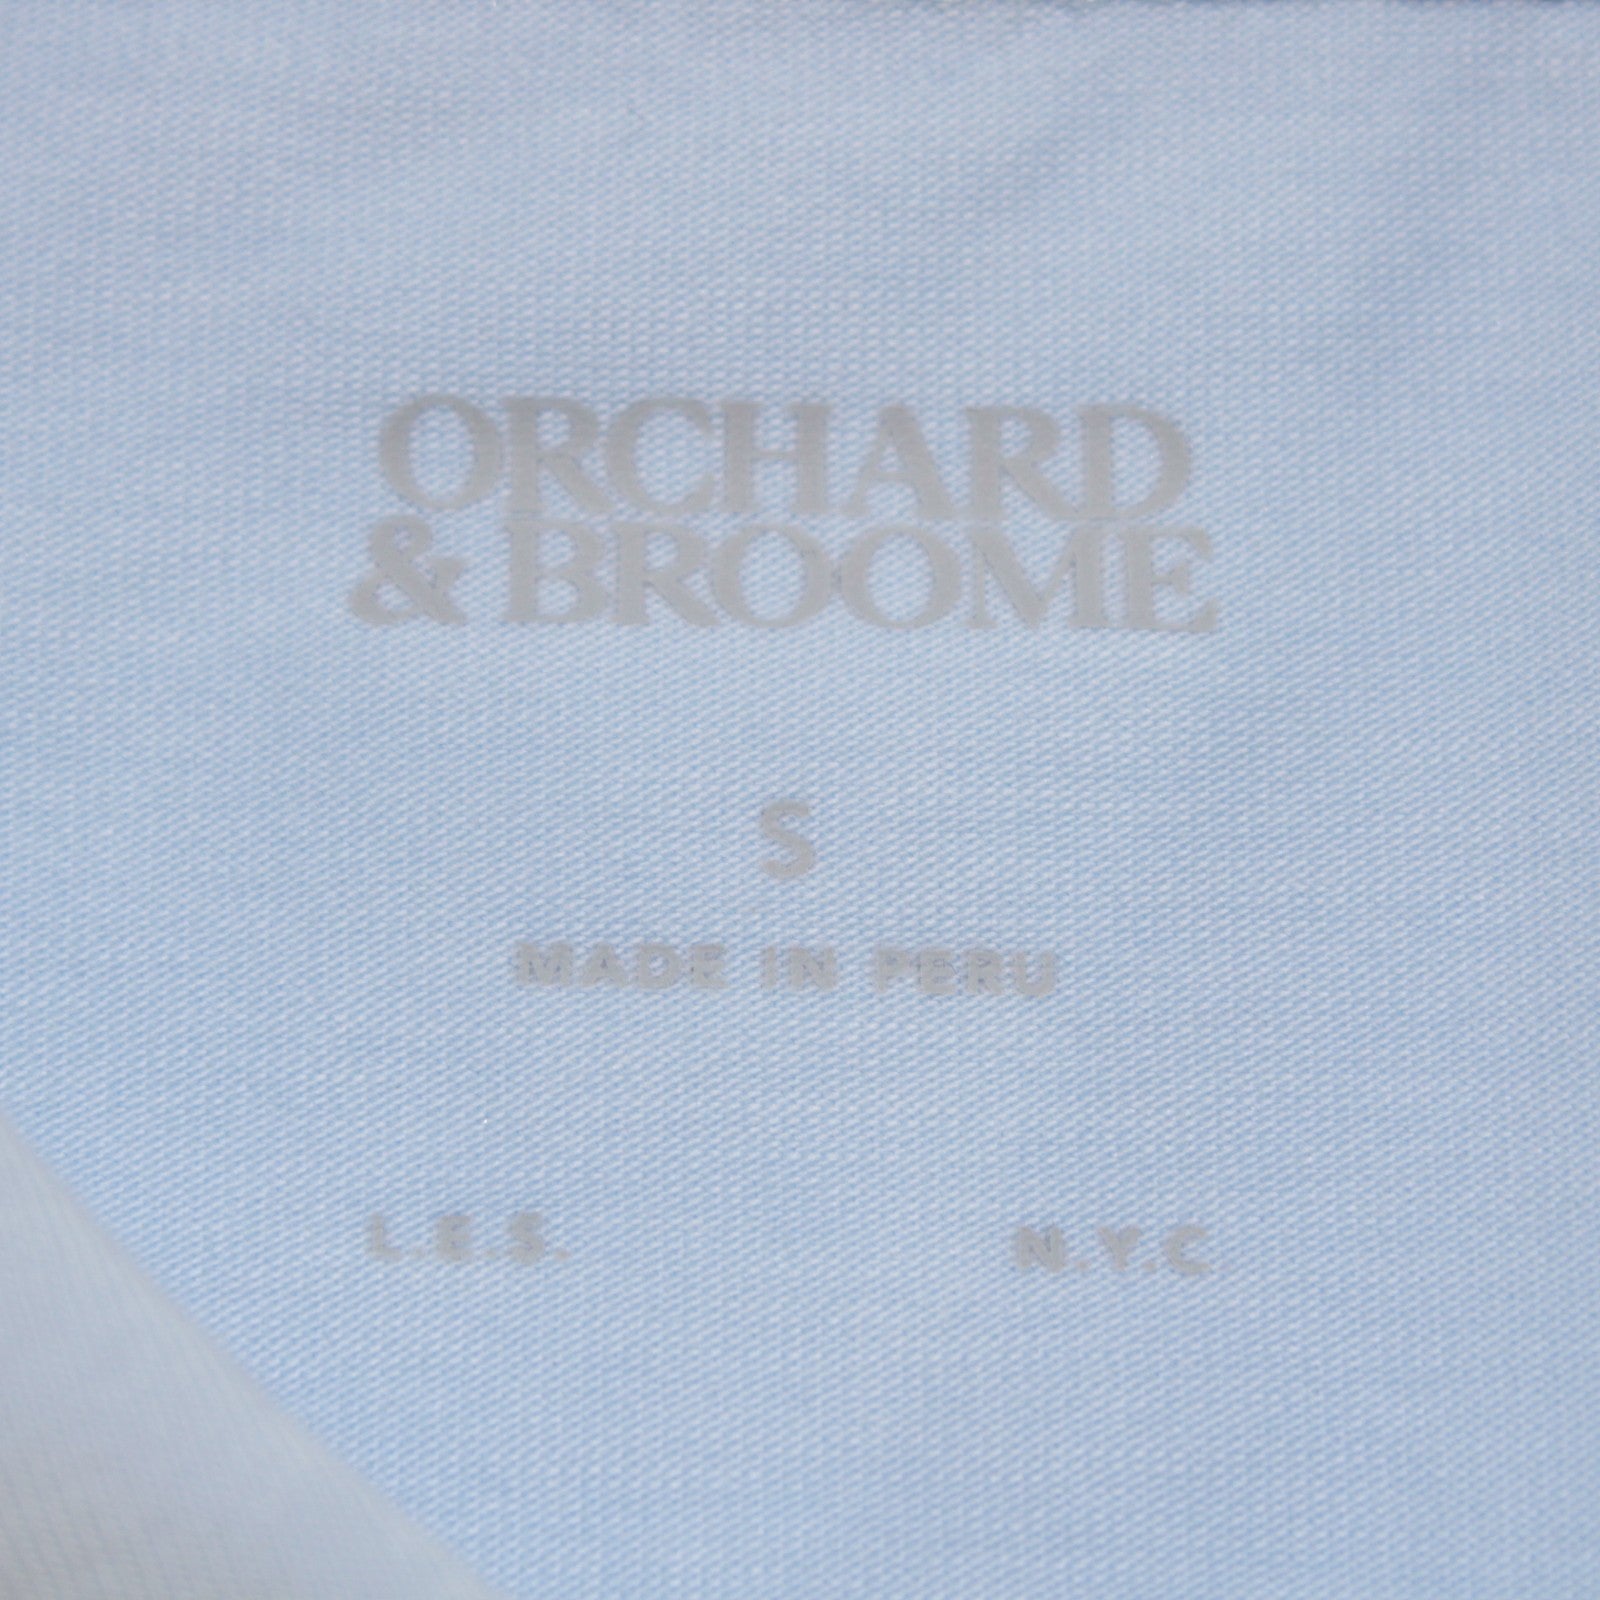 ORCHARD
& BROOME
S
MADE IN PERU
L.E.S. N.Y.C